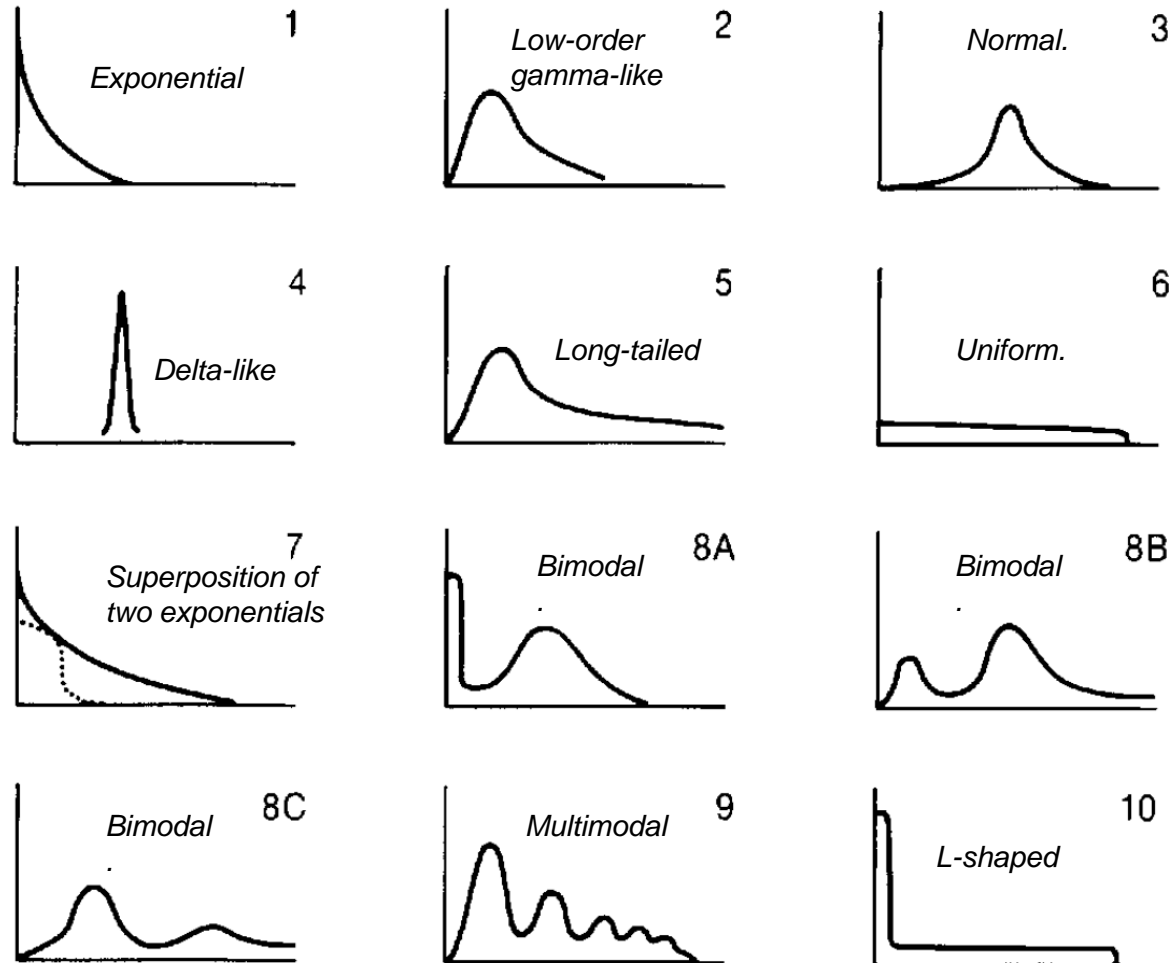 1
Exponential
2
Low-order
gamma-like
3
Normal.
4
Delta-like
5
Long-tailed
6
Uniform.
7
Superposition of
two exponentials
8A
Bimodal
.
8B
Bimodal
.
8C
Bimodal
.
9
Multimodal
10
L-shaped